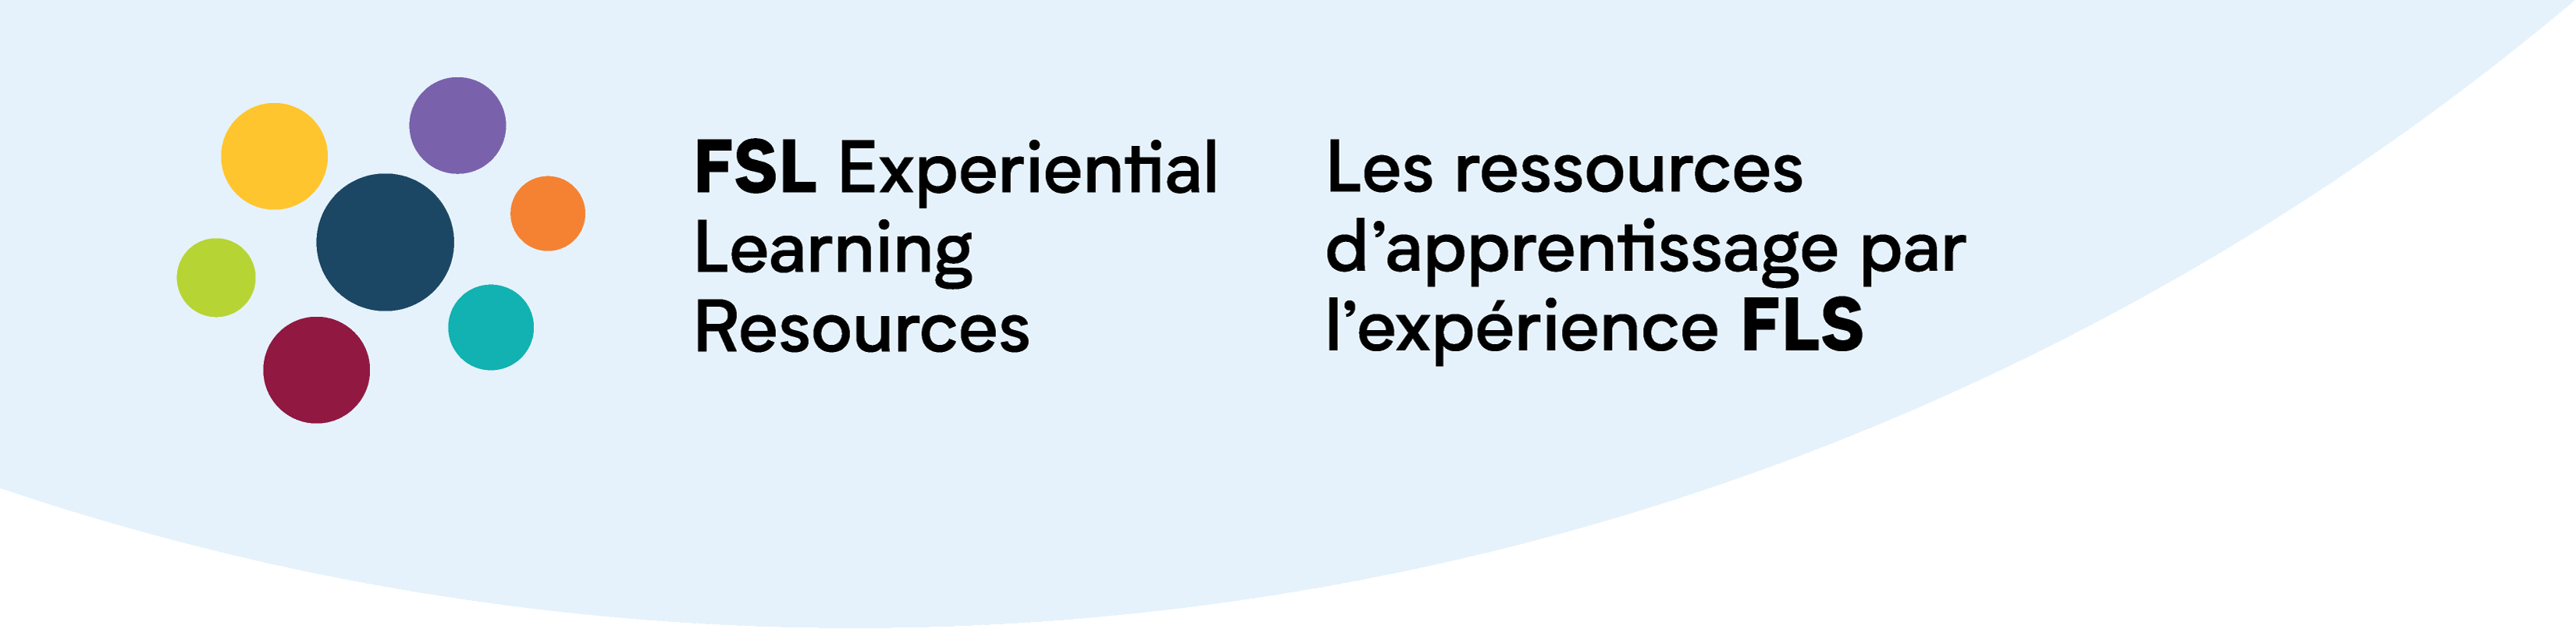 FSL Experiential
Learning
Resources
Les ressources
d’apprentissage par
l’expérience FLS